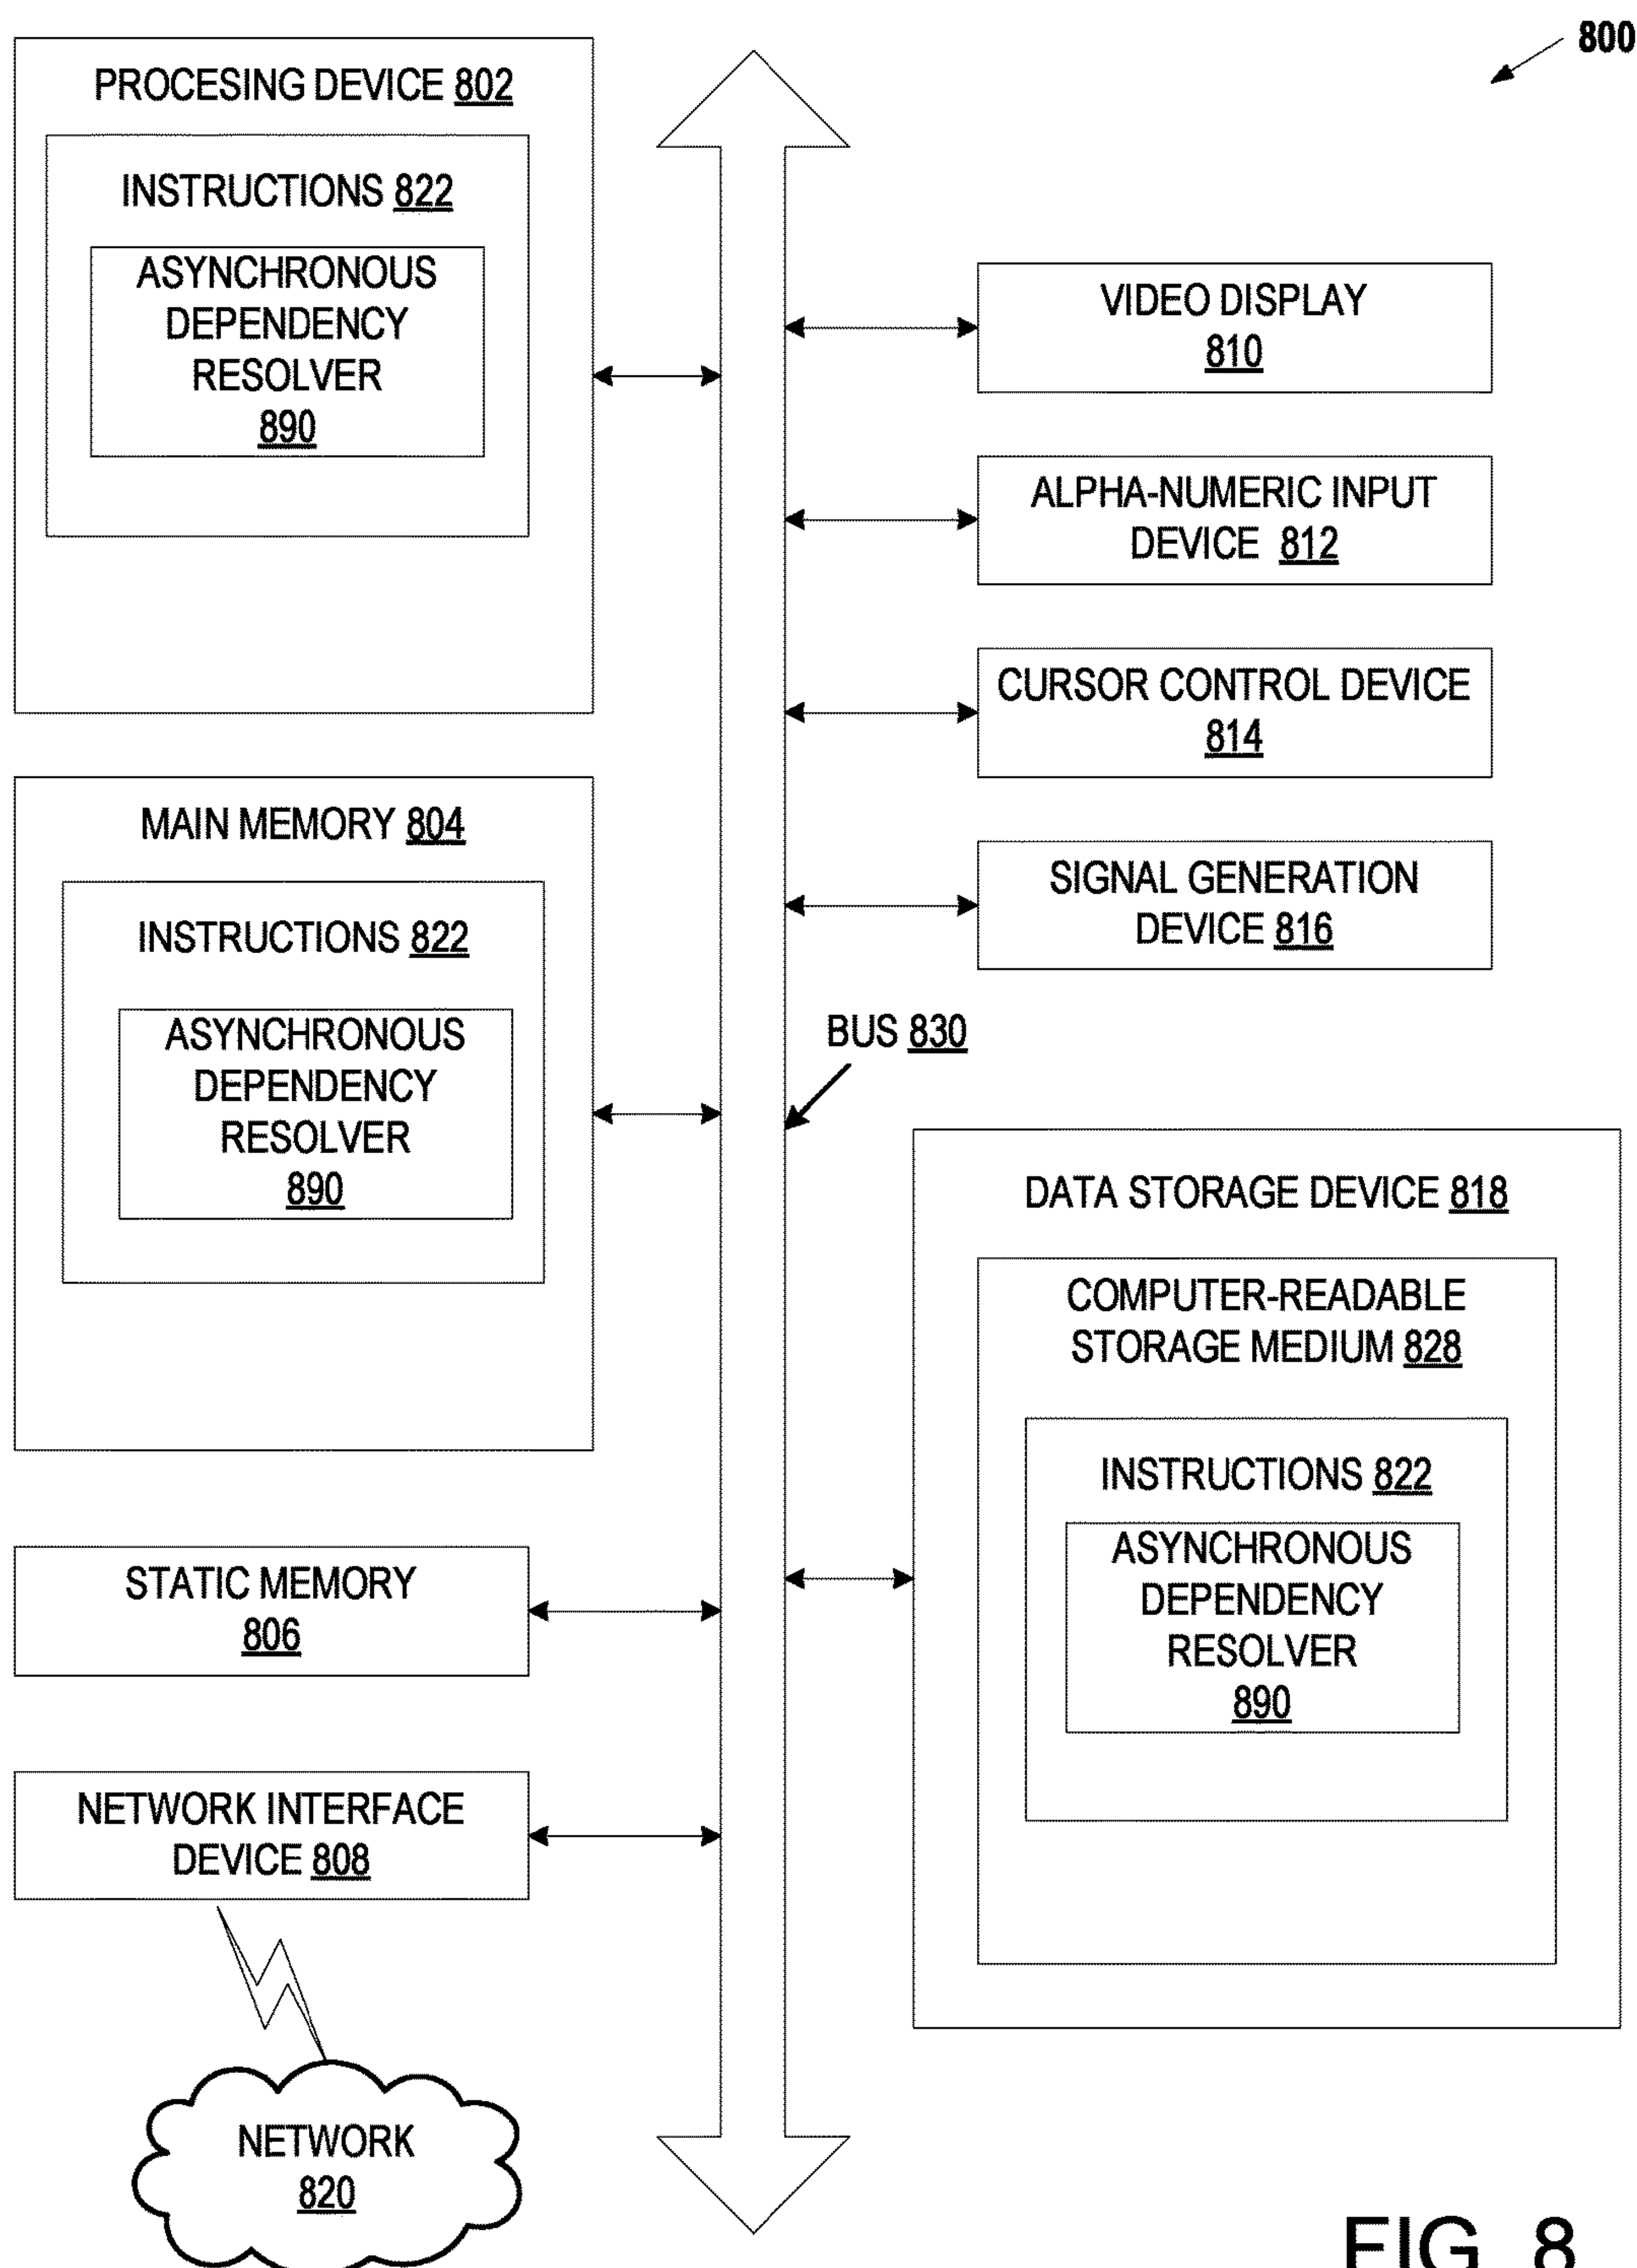 800
PROCESING DEVICE 802
INSTRUCTIONS 822
ASYNCHRONOUS
DEPENDENCY
RESOLVER
890
MAIN MEMORY 804
INSTRUCTIONS 822
ASYNCHRONOUS
DEPENDENCY
RESOLVER
890
STATIC MEMORY
806
NETWORK INTERFACE
DEVICE 808
NETWORK
820
VIDEO DISPLAY
810
ALPHA-NUMERIC INPUT
DEVICE 812
CURSOR CONTROL DEVICE
814
SIGNAL GENERATION
DEVICE 816
BUS 830
DATA STORAGE DEVICE 818
COMPUTER-READABLE
STORAGE MEDIUM 828
INSTRUCTIONS 822
ASYNCHRONOUS
DEPENDENCY
RESOLVER
890
FIG. 8